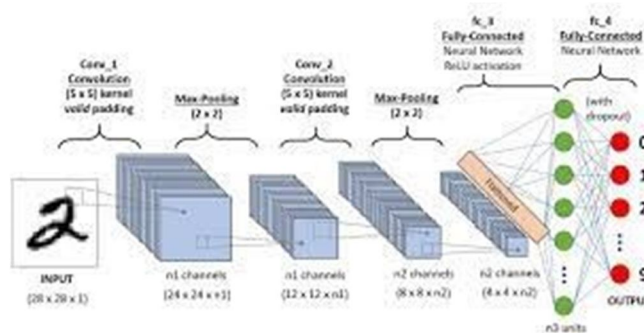 Conv_1
Convolution
(5 x 5) kernel
valid padding
Max-Pooling
(2 x 2)
Conv_2
Convolution
(5 x 5) kernel
valid padding
Max-Pooling
(2 x 2)
fc_3
Fully-Connected
Neural Network
ReLU activation
fc_4
Fully-Connected
Neural Network
(with
dropout)
2
INPUT
(28 x 28 x 1)
n1 channels
(24 x 24 x n1)
n1 channels
(12 x 12 x n1)
n2 channels
(8 x 8 x n2)
n2 channels
(4 x 4 x n2)
n3 units
0
1
2
9
OUTPUT